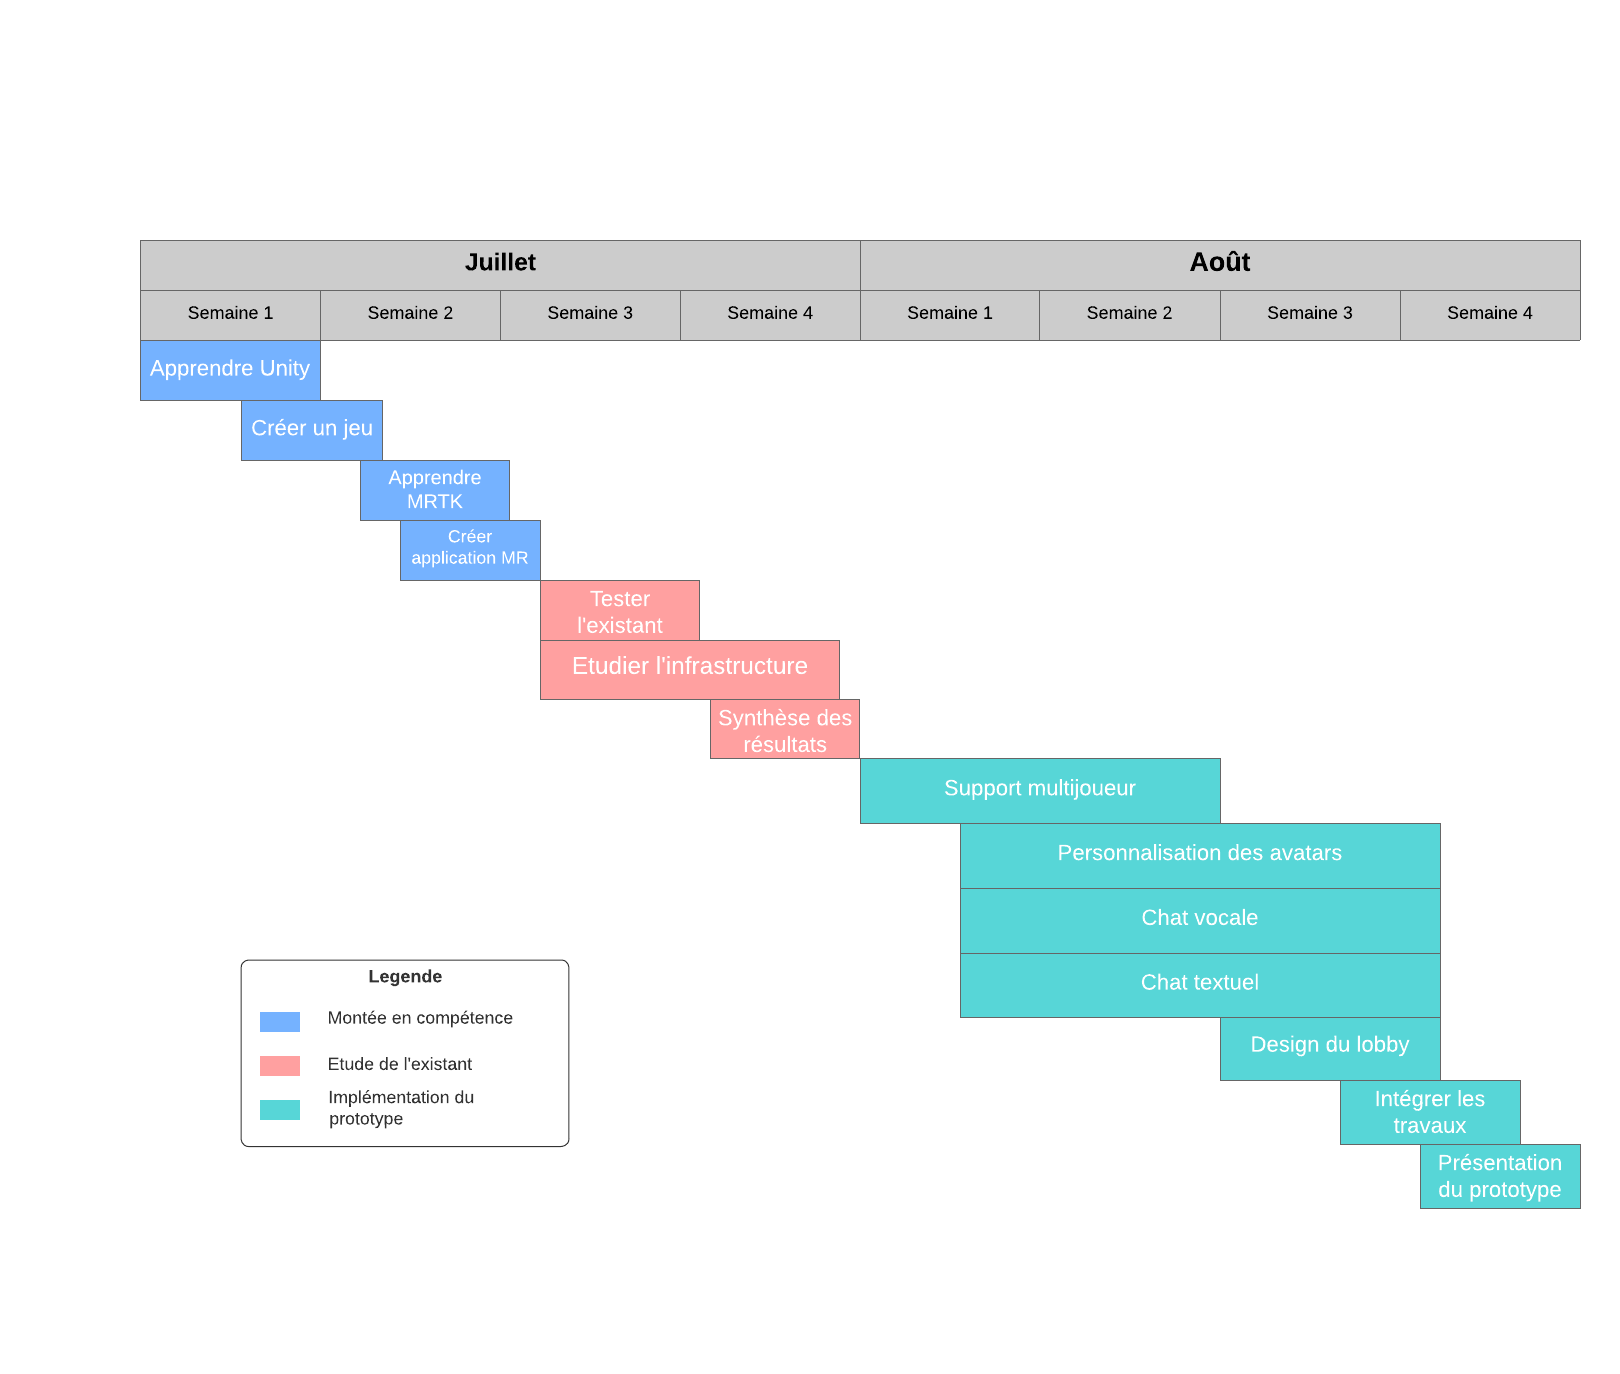 Juillet
Août
Semaine 1
Semaine 2
Semaine 3
Semaine 4
Semaine 1
Semaine 2
Semaine 3
Semaine 4
Apprendre Unity
Créer un jeu
Apprendre
MRTK
Créer
application MR
Tester
l'existant
Etudier l'infrastructure
Synthèse des
résultats
Support multijoueur
Personnalisation des avatars
Chat vocale
Chat textuel
Design du lobby
Intégrer les
travaux
Présentation
du prototype
Legende
Montée en compétence
Etude de l'existant
Implémentation du
prototype